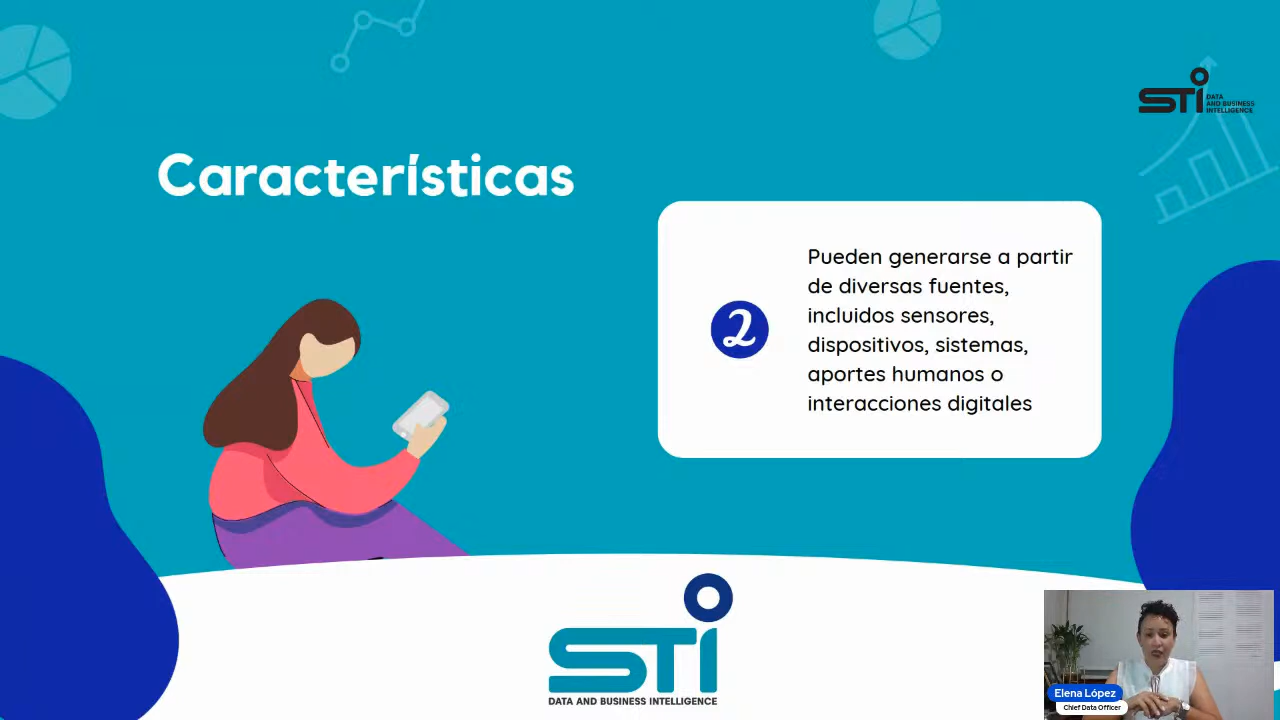 STI DATA
AND BUSINESS
INTELLIGENCE
Características
2
Pueden generarse a partir
de diversas fuentes,
incluidos sensores,
dispositivos, sistemas,
aportes humanos o
interacciones digitales
STI
DATA AND BUSINESS INTELLIGENCE
Elena López
Chief Data Officer